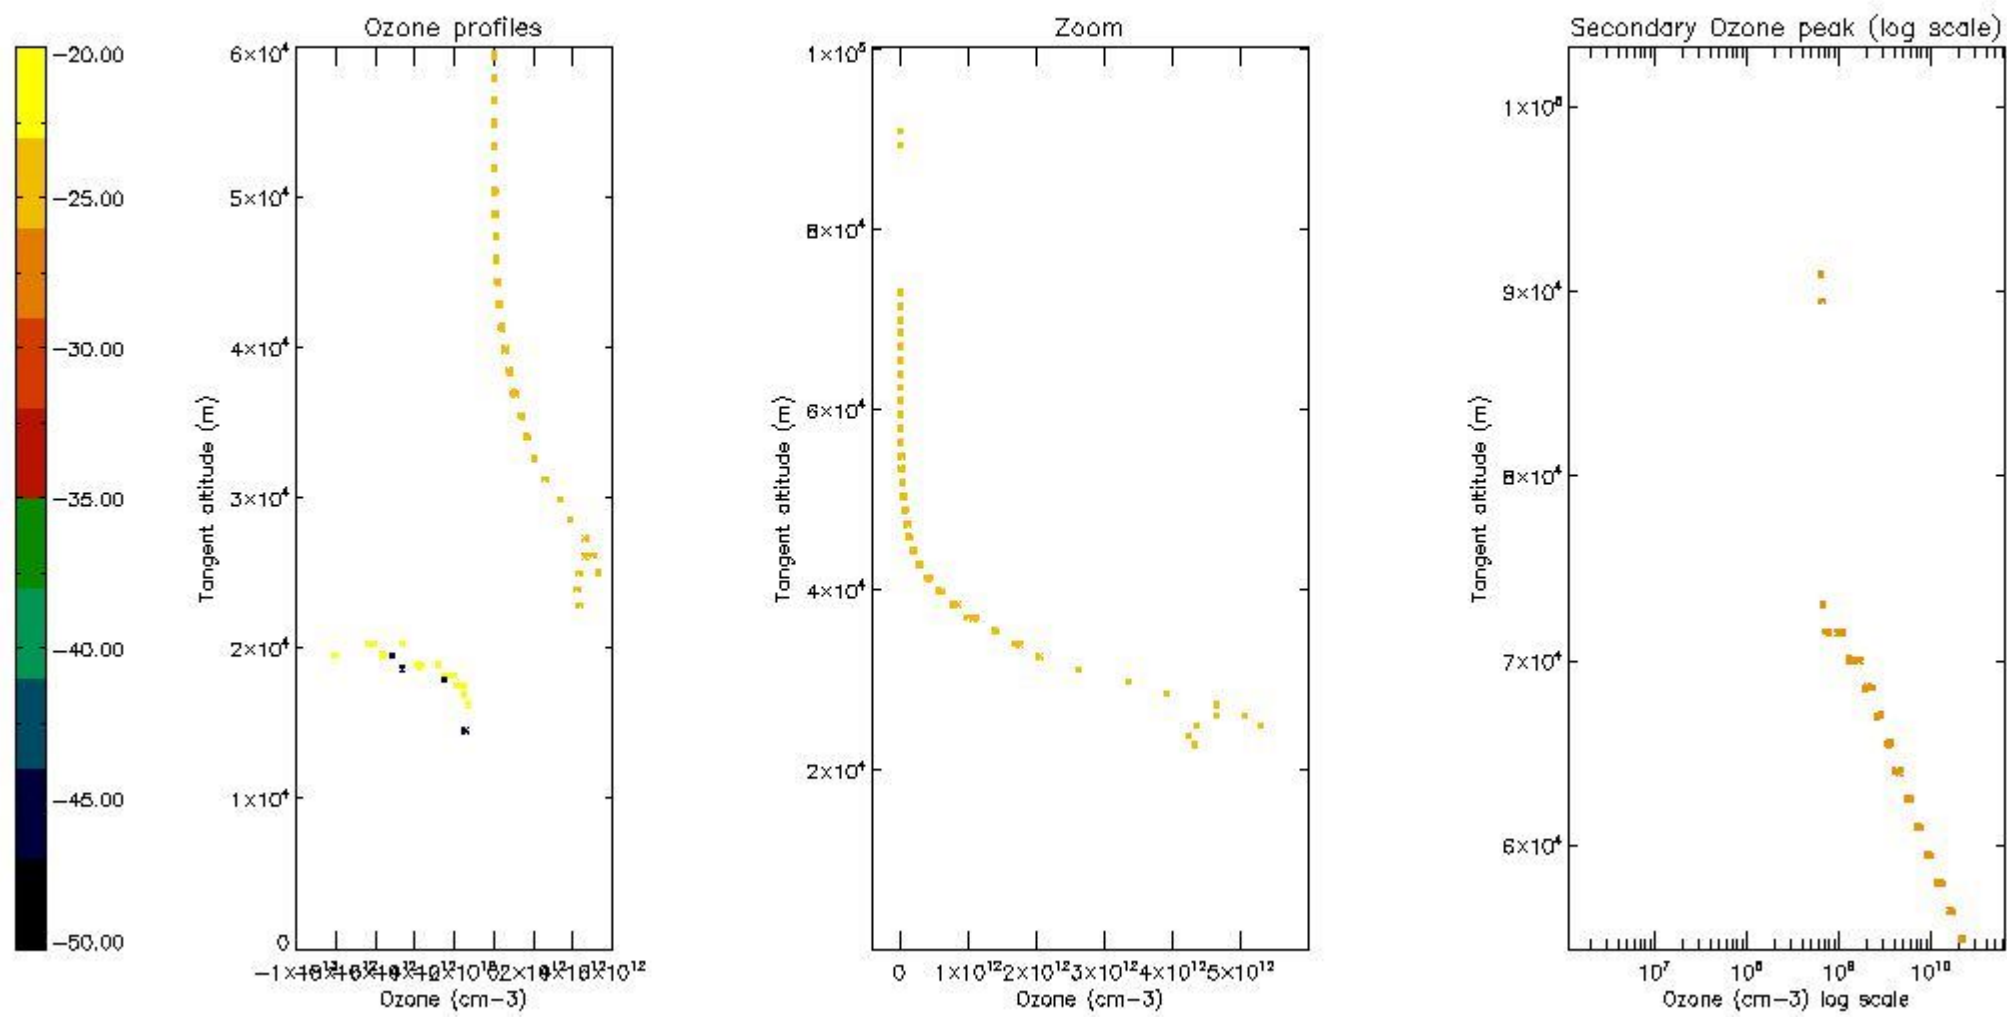 Ozone profiles
Zoom
Secondary Ozone peak (log scale)
−20.00
−25.00
−30.00
−35.00
−40.00
−45.00
−50.00
6×10⁴
5×10⁴
4×10⁴
3×10⁴
2×10⁴
1×10⁴
0
Tangent altitude (m)
Ozone (cm−3)
1×10⁵
8×10⁴
6×10⁴
4×10⁴
2×10⁴
Tangent altitude (m)
0 1×10¹² 2×10¹² 3×10¹² 4×10¹² 5×10¹²
Ozone (cm−3)
9×10⁴
8×10⁴
7×10⁴
6×10⁴
Tangent altitude (m)
10⁷ 10⁸ 10⁹ 10¹⁰
Ozone (cm−3) log scale